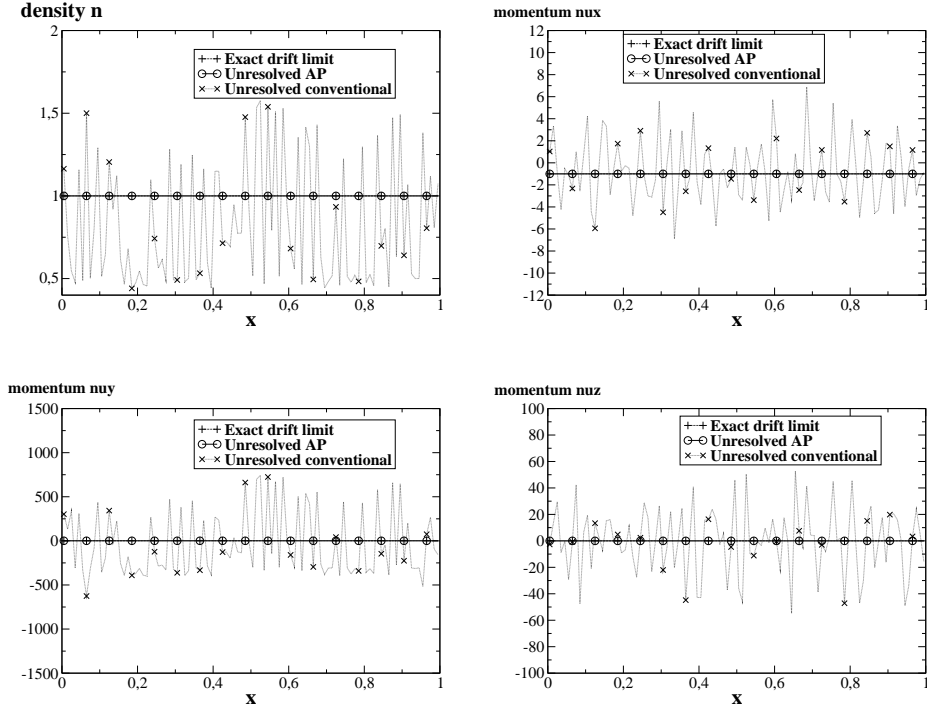 density n
2
1,5
1
0,5
0
0,2
0,4
0,6
0,8
1
x
Exact drift limit
Unresolved AP
Unresolved conventional
momentum nux
12
10
8
6
4
2
0
-2
-4
-6
-8
-10
-12
0
0,2
0,4
0,6
0,8
1
x
Exact drift limit
Unresolved AP
Unresolved conventional
momentum nuy
1500
1000
500
0
-500
-1000
-1500
0
0,2
0,4
0,6
0,8
1
x
Exact drift limit
Unresolved AP
Unresolved conventional
momentum nuz
100
80
60
40
20
0
-20
-40
-60
-80
-100
0
0,2
0,4
0,6
0,8
1
x
Exact drift limit
Unresolved AP
Unresolved conventional